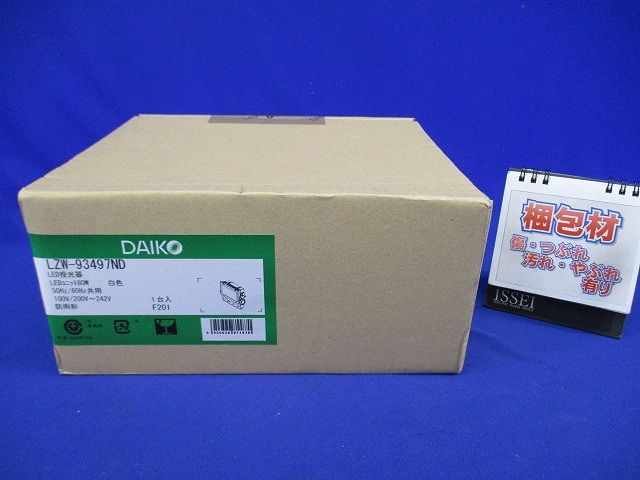 DAIKO
LZW-93497ND
LED投光器
LEDユニット80W 白色
50Hz/60Hz共用
100V/200V～242V 1台入
防雨形 F201
梱包材
傷・つぶれ
汚れ・やぶれ
有り
ISSEI